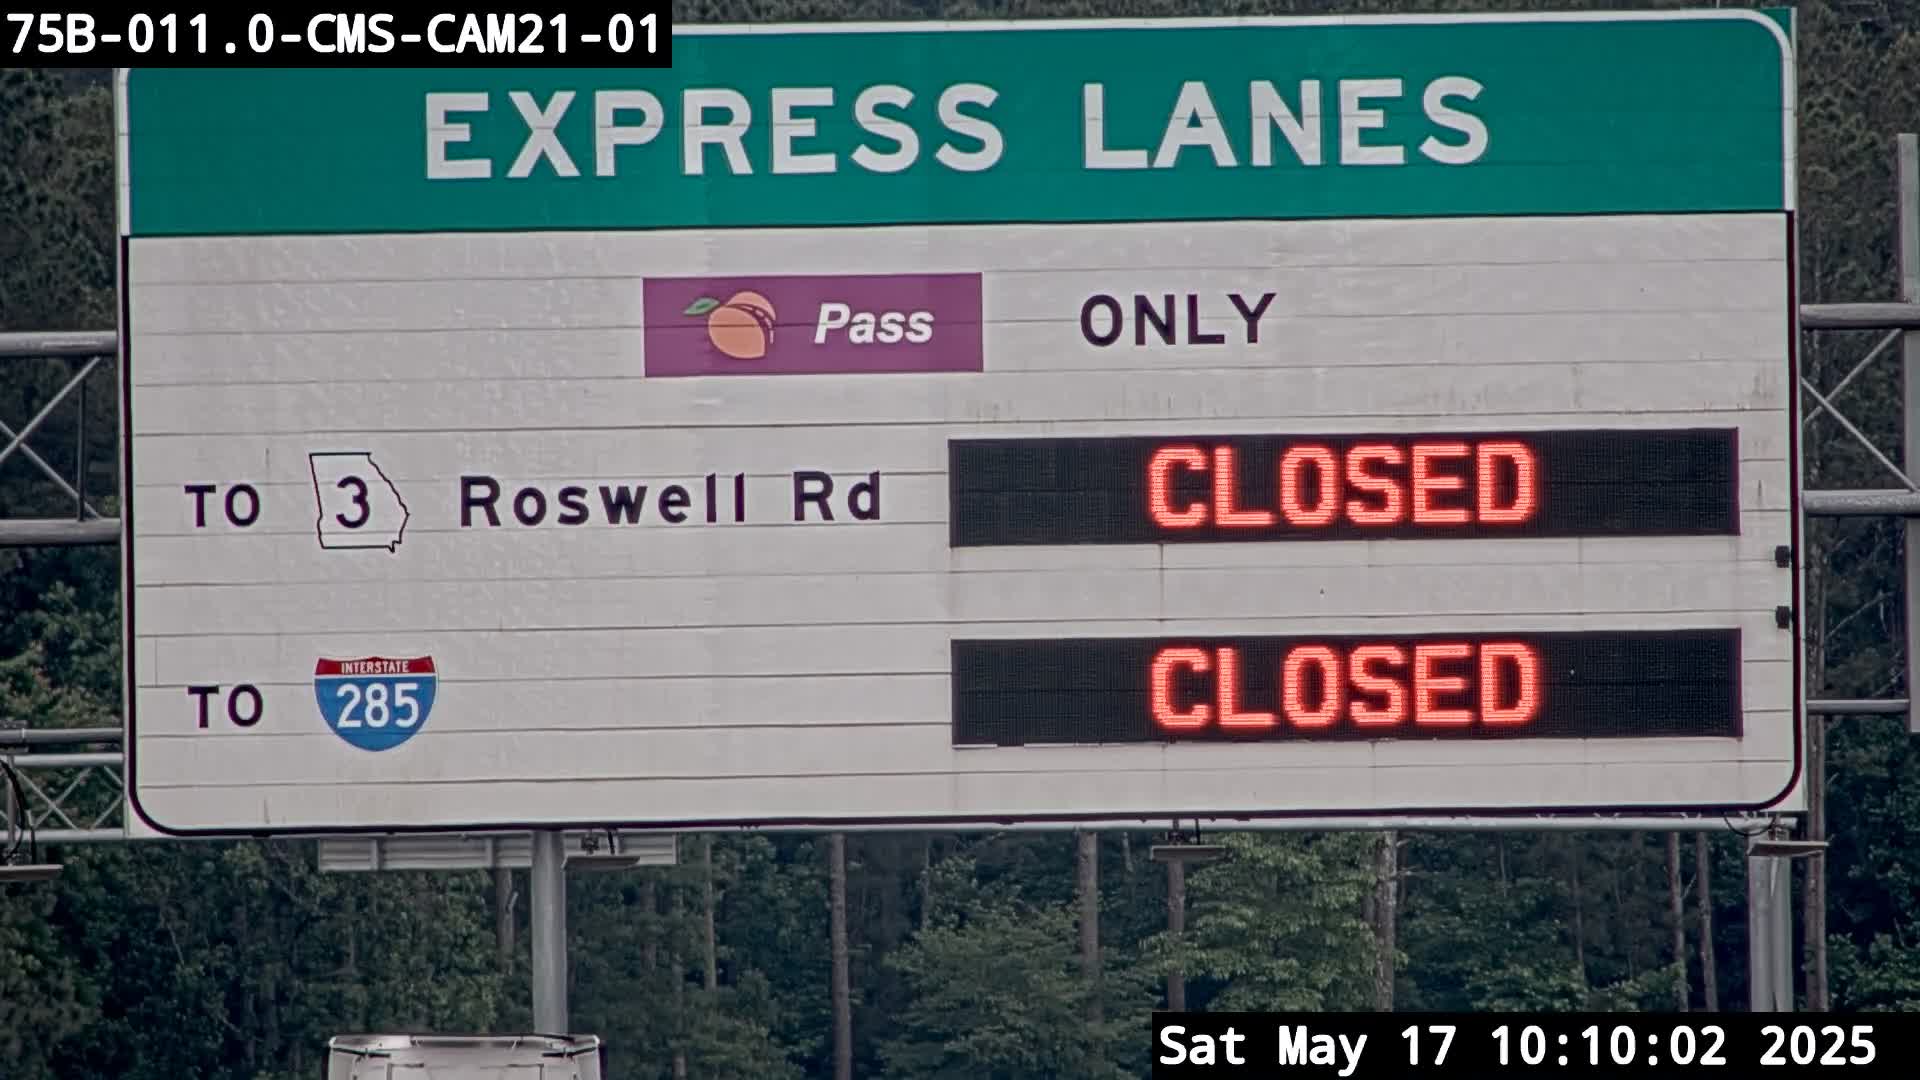 75B-011.0-CMS-CAM21-01
EXPRESS LANES
Pass ONLY
TO 3 Roswell Rd CLOSED
TO INTERSTATE 285 CLOSED
Sat May 17 10:10:02 2025